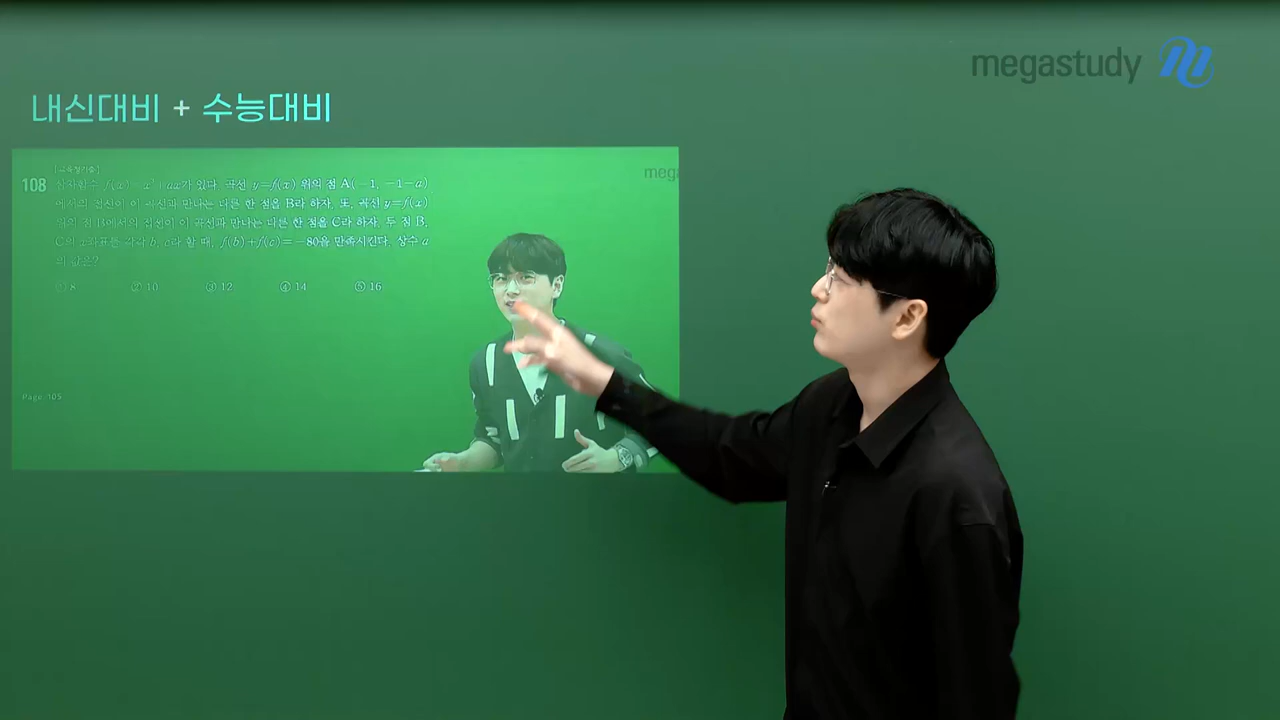 megastudy
내신대비 + 수능대비
[교육청기출]
meg
108 삼차함수 f(x)=x³+ax가 있다. 곡선 y=f(x) 위의 점 A(-1, -1-a)
에서의 접선이 이 곡선과 만나는 다른 한 점을 B라 하자. 또, 곡선 y=f(x)
위의 점 B에서의 접선이 이 곡선과 만나는 다른 한 점을 C라 하자. 두 점 B,
C의 x좌표를 각각 b, c라 할 때, f(b)+f(c)=-80을 만족시킨다. 상수 a
의 값은?
① 8 ② 10 ③ 12 ④ 14 ⑤ 16
Page. 105